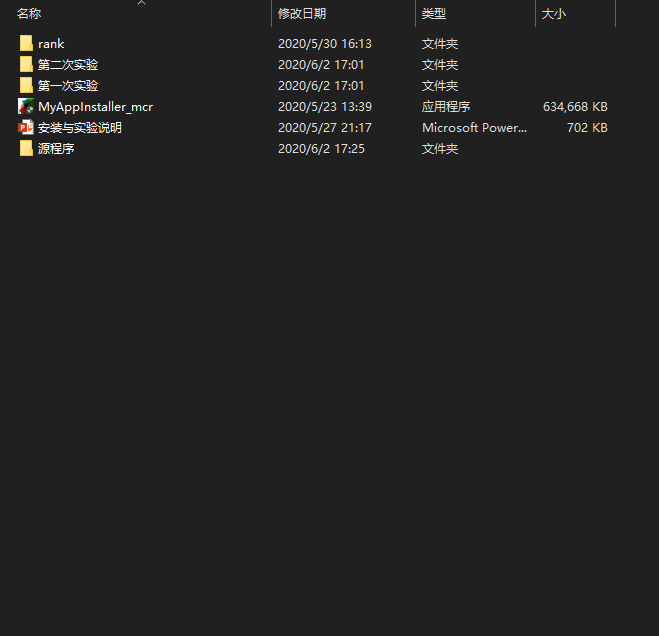 名称 修改日期 类型 大小
rank 2020/5/30 16:13 文件夹
第二次实验 2020/6/2 17:01 文件夹
第一次实验 2020/6/2 17:01 文件夹
MyAppInstaller_mcr 2020/5/23 13:39 应用程序 634,668 KB
安装与实验说明 2020/5/27 21:17 Microsoft Power... 702 KB
源程序 2020/6/2 17:25 文件夹